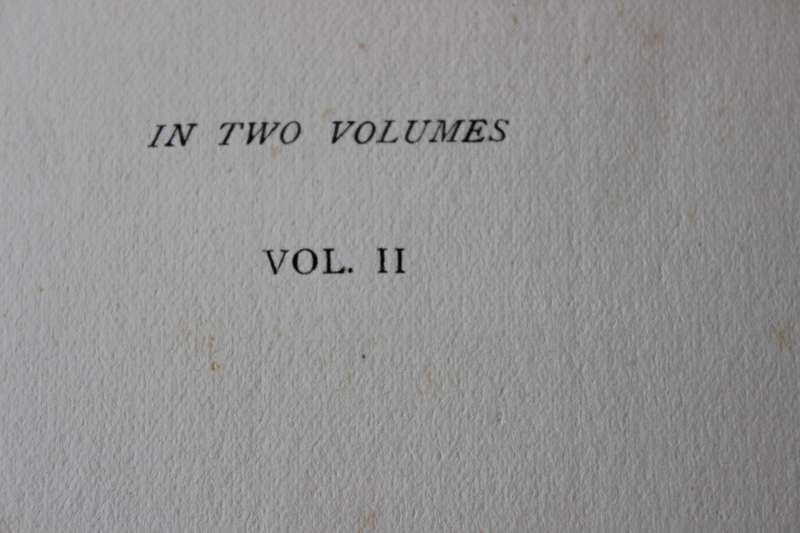 IN TWO VOLUMES
VOL. II